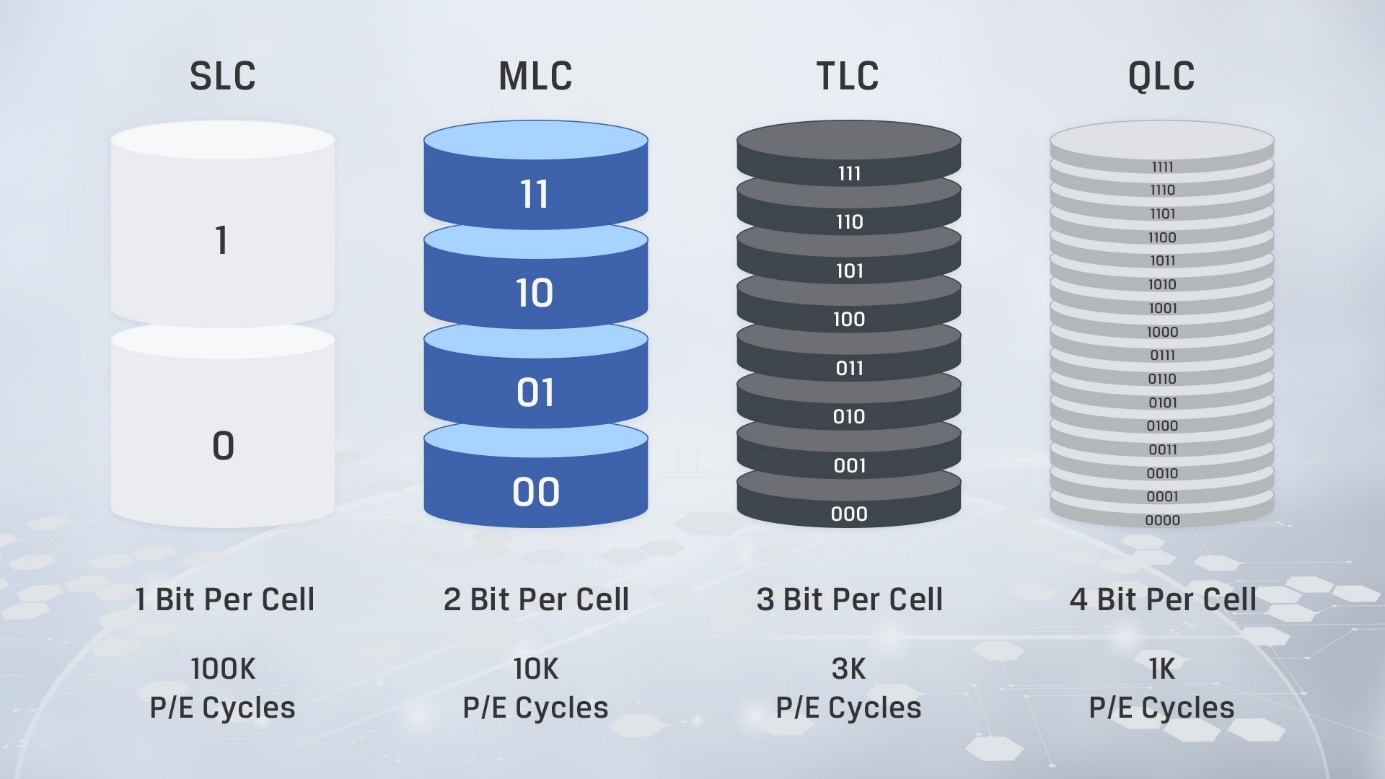 SLC
MLC
TLC
QLC
1
0
11
10
01
00
111
110
101
100
011
010
001
000
1111
1110
1101
1100
1011
1010
1001
1000
0111
0110
0101
0100
0011
0010
0001
0000
1 Bit Per Cell
2 Bit Per Cell
3 Bit Per Cell
4 Bit Per Cell
100K
P/E Cycles
10K
P/E Cycles
3K
P/E Cycles
1K
P/E Cycles